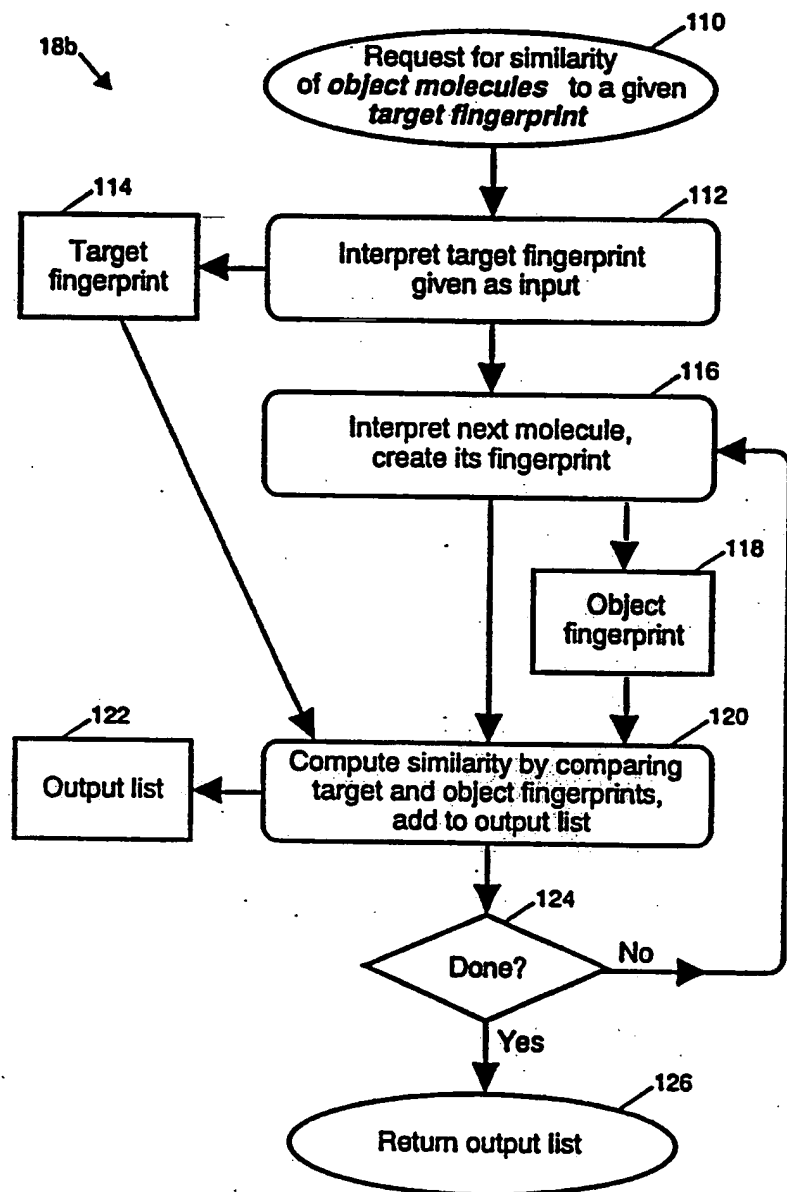 18b
110
Request for similarity
of object molecules to a given
target fingerprint
114
112
Target
fingerprint
Interpret target fingerprint
given as input
116
Interpret next molecule,
create its fingerprint
118
Object
fingerprint
122
120
Output list
Compute similarity by comparing
target and object fingerprints,
add to output list
124
Done?
No
Yes
126
Return output list